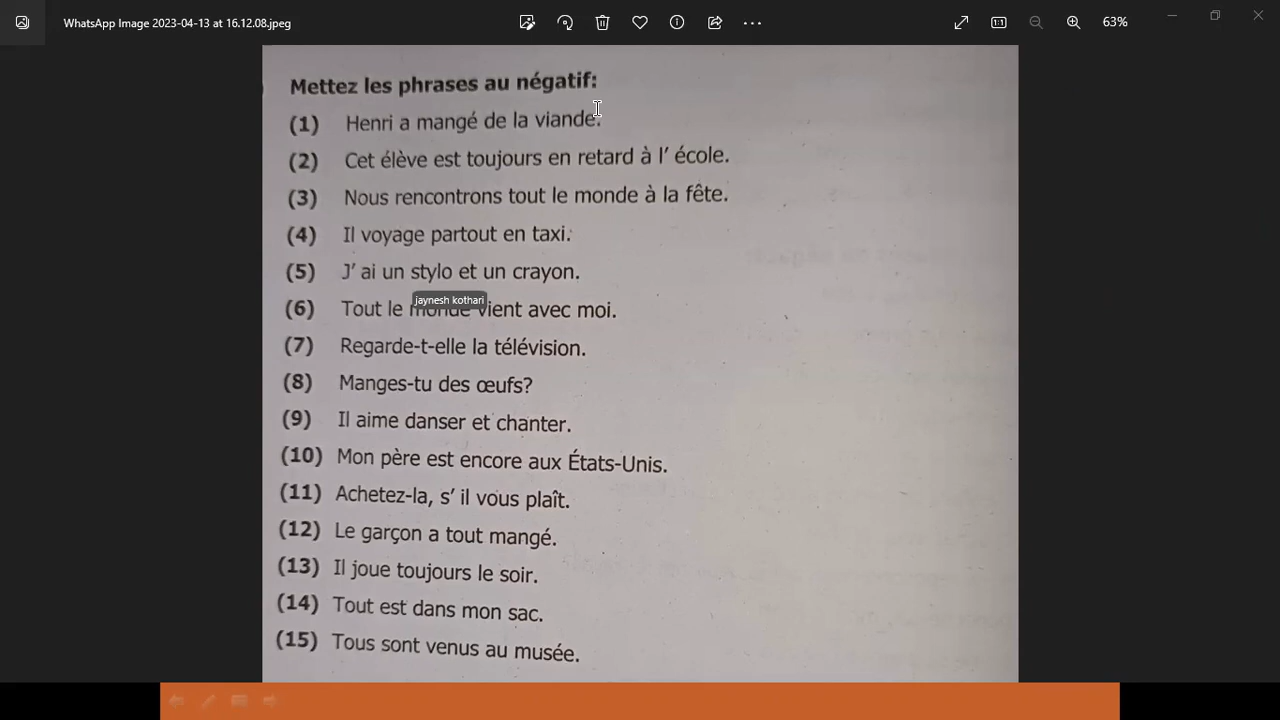 WhatsApp Image 2023-04-13 at 16.12.08.jpeg
63%
Mettez les phrases au négatif:
(1) Henri a mangé de la viande.
(2) Cet élève est toujours en retard à l' école.
(3) Nous rencontrons tout le monde à la fête.
(4) Il voyage partout en taxi.
(5) J' ai un stylo et un crayon.
jaynesh kothari
(6) Tout le monde vient avec moi.
(7) Regarde-t-elle la télévision.
(8) Manges-tu des œufs?
(9) Il aime danser et chanter.
(10) Mon père est encore aux États-Unis.
(11) Achetez-la, s' il vous plaît.
(12) Le garçon a tout mangé.
(13) Il joue toujours le soir.
(14) Tout est dans mon sac.
(15) Tous sont venus au musée.